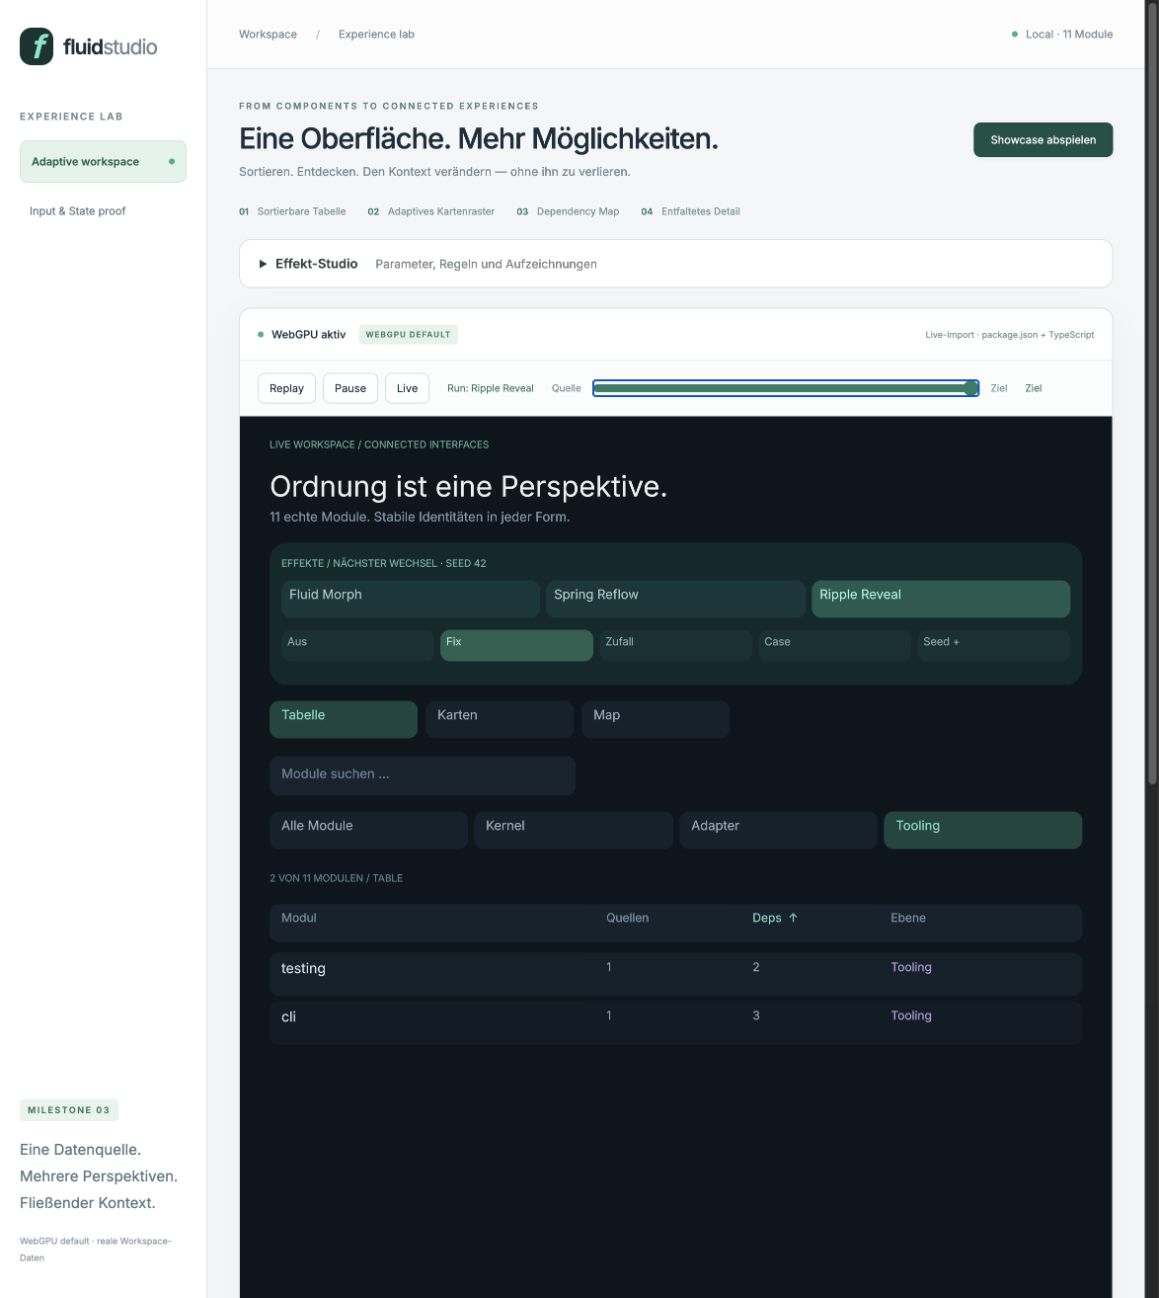 fluidstudio
EXPERIENCE LAB
Adaptive workspace
Input & State proof
MILESTONE 03
Eine Datenquelle.
Mehrere Perspektiven.
Fließender Kontext.
WebGPU default · reale Workspace-
Daten
Workspace / Experience lab
Local · 11 Module
FROM COMPONENTS TO CONNECTED EXPERIENCES
Eine Oberfläche. Mehr Möglichkeiten.
Showcase abspielen
Sortieren. Entdecken. Den Kontext verändern — ohne ihn zu verlieren.
01 Sortierbare Tabelle 02 Adaptives Kartenraster 03 Dependency Map 04 Entfaltetes Detail
Effekt-Studio Parameter, Regeln und Aufzeichnungen
WebGPU aktiv WEBGPU DEFAULT Live-Import · package.json + TypeScript
Replay Pause Live Run: Ripple Reveal Quelle Ziel Ziel
LIVE WORKSPACE / CONNECTED INTERFACES
Ordnung ist eine Perspektive.
11 echte Module. Stabile Identitäten in jeder Form.
EFFEKTE / NÄCHSTER WECHSEL · SEED 42
Fluid Morph Spring Reflow Ripple Reveal
Aus Fix Zufall Case Seed +
Tabelle Karten Map
Module suchen ...
Alle Module Kernel Adapter Tooling
2 VON 11 MODULEN / TABLE
Modul Quellen Deps ↑ Ebene
testing 1 2 Tooling
cli 1 3 Tooling